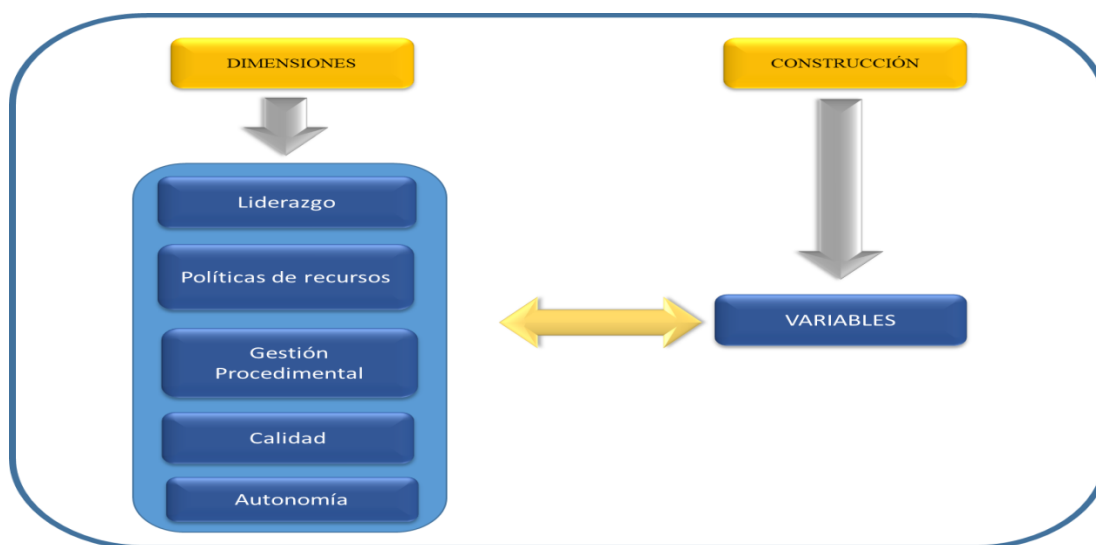 DIMENSIONES
CONSTRUCCIÓN
Liderazgo
Políticas de recursos
Gestión
Procedimental
Calidad
Autonomía
VARIABLES